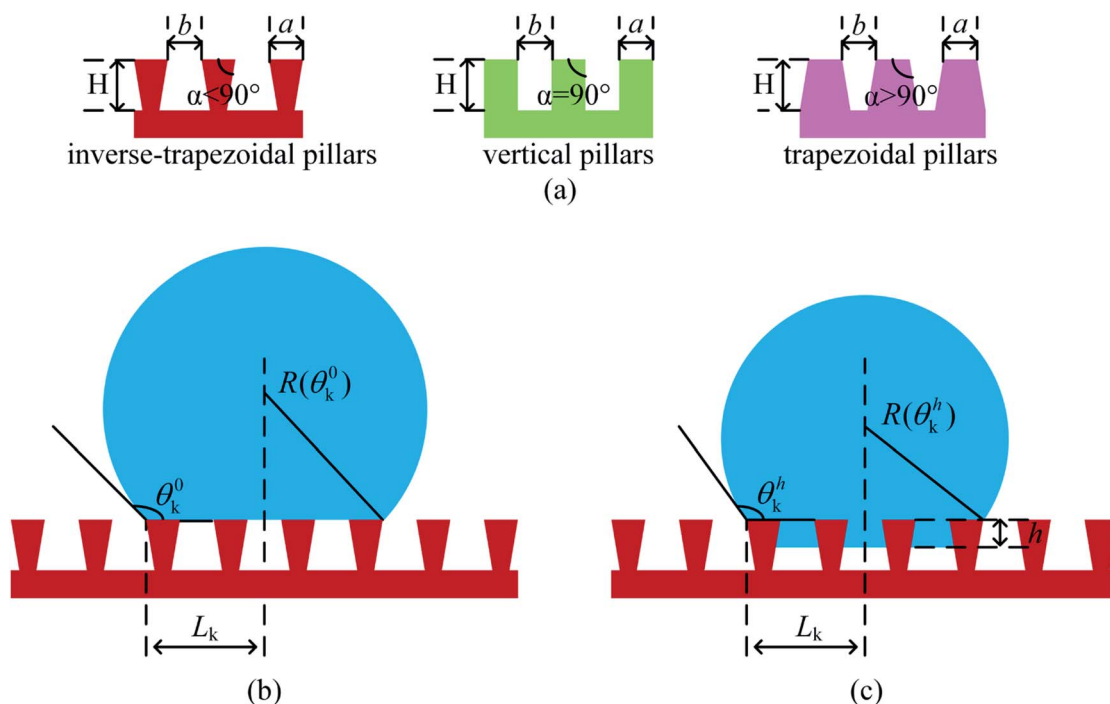 b a b a b a
H α<90° H α=90° H α>90°
inverse-trapezoidal pillars vertical pillars trapezoidal pillars
(a)
R(θₖ⁰)
R(θₖʰ)
θₖ⁰
θₖʰ
h
Lₖ Lₖ
(b) (c)